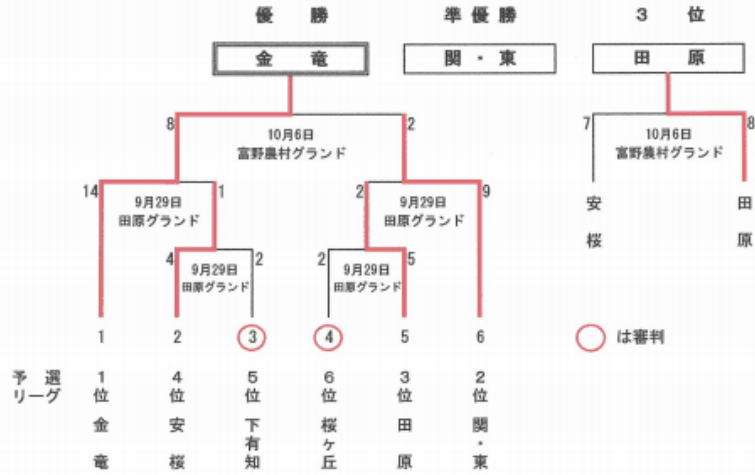 優勝 準優勝 3位
金竜 関・東 田原
8 2 7 8
10月6日 10月6日
富野農村グランド 富野農村グランド
14 1 2 9
9月29日 9月29日
田原グランド 田原グランド
安桜 田原
4 2 2 5
9月29日 9月29日
田原グランド 田原グランド
1 2 ③ ④ 5 6 ○は審判
予選リーグ 1位 4位 5位 6位 3位 2位
金竜 安桜 下有知 桜ヶ丘 田原 関・東